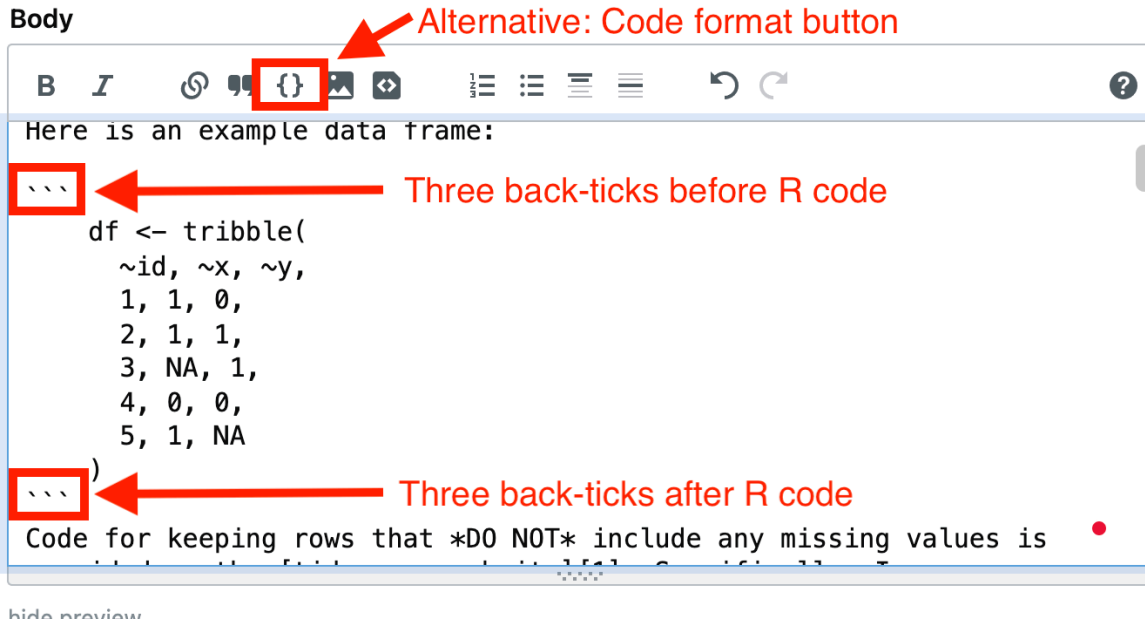 Body
Alternative: Code format button
B I
Here is an example data frame:
```
Three back-ticks before R code
df <- tribble(
~id, ~x, ~y,
1, 1, 0,
2, 1, 1,
3, NA, 1,
4, 0, 0,
5, 1, NA
)
```
Three back-ticks after R code
Code for keeping rows that *DO NOT* include any missing values is
hide preview